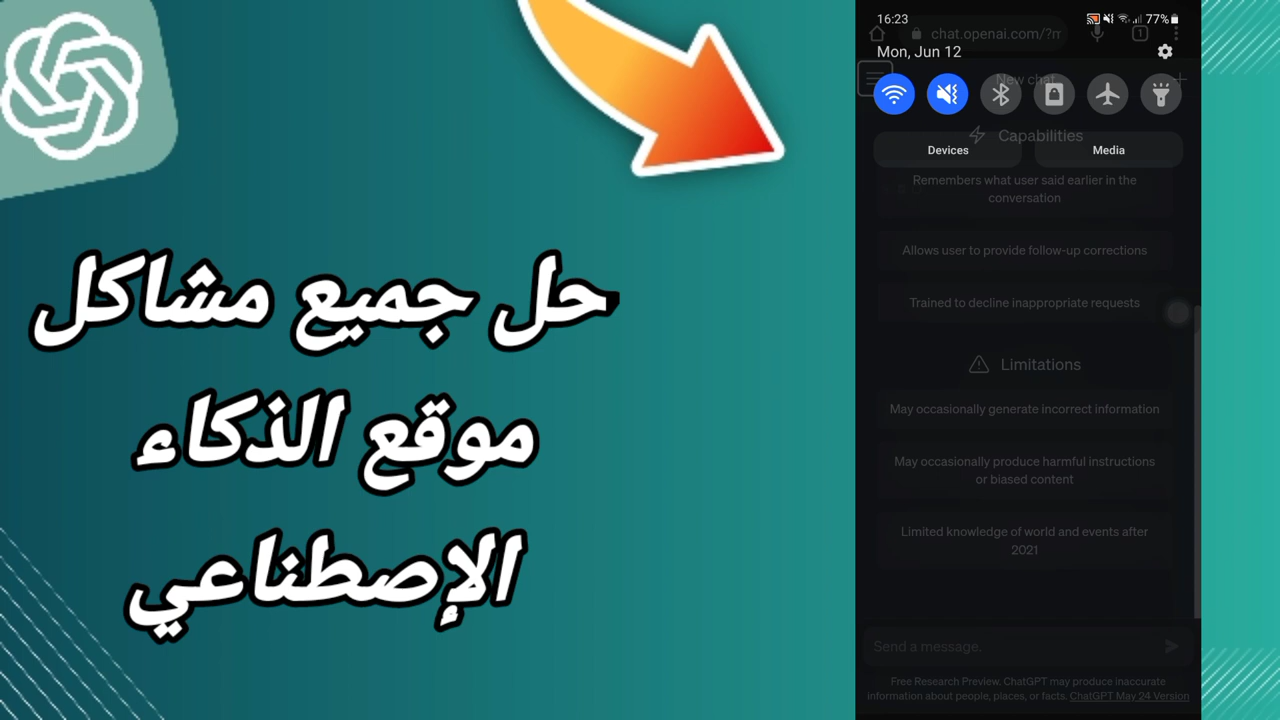 حل جميع مشاكل
موقع الذكاء
الإصطناعي
16:23
77%
chat.openai.com/?m
1
Mon, Jun 12
New chat
Capabilities
Devices
Media
Remembers what user said earlier in the
conversation
Allows user to provide follow-up corrections
Trained to decline inappropriate requests
Limitations
May occasionally generate incorrect information
May occasionally produce harmful instructions
or biased content
Limited knowledge of world and events after
2021
Send a message.
Free Research Preview. ChatGPT may produce inaccurate
information about people, places, or facts. ChatGPT May 24 Version